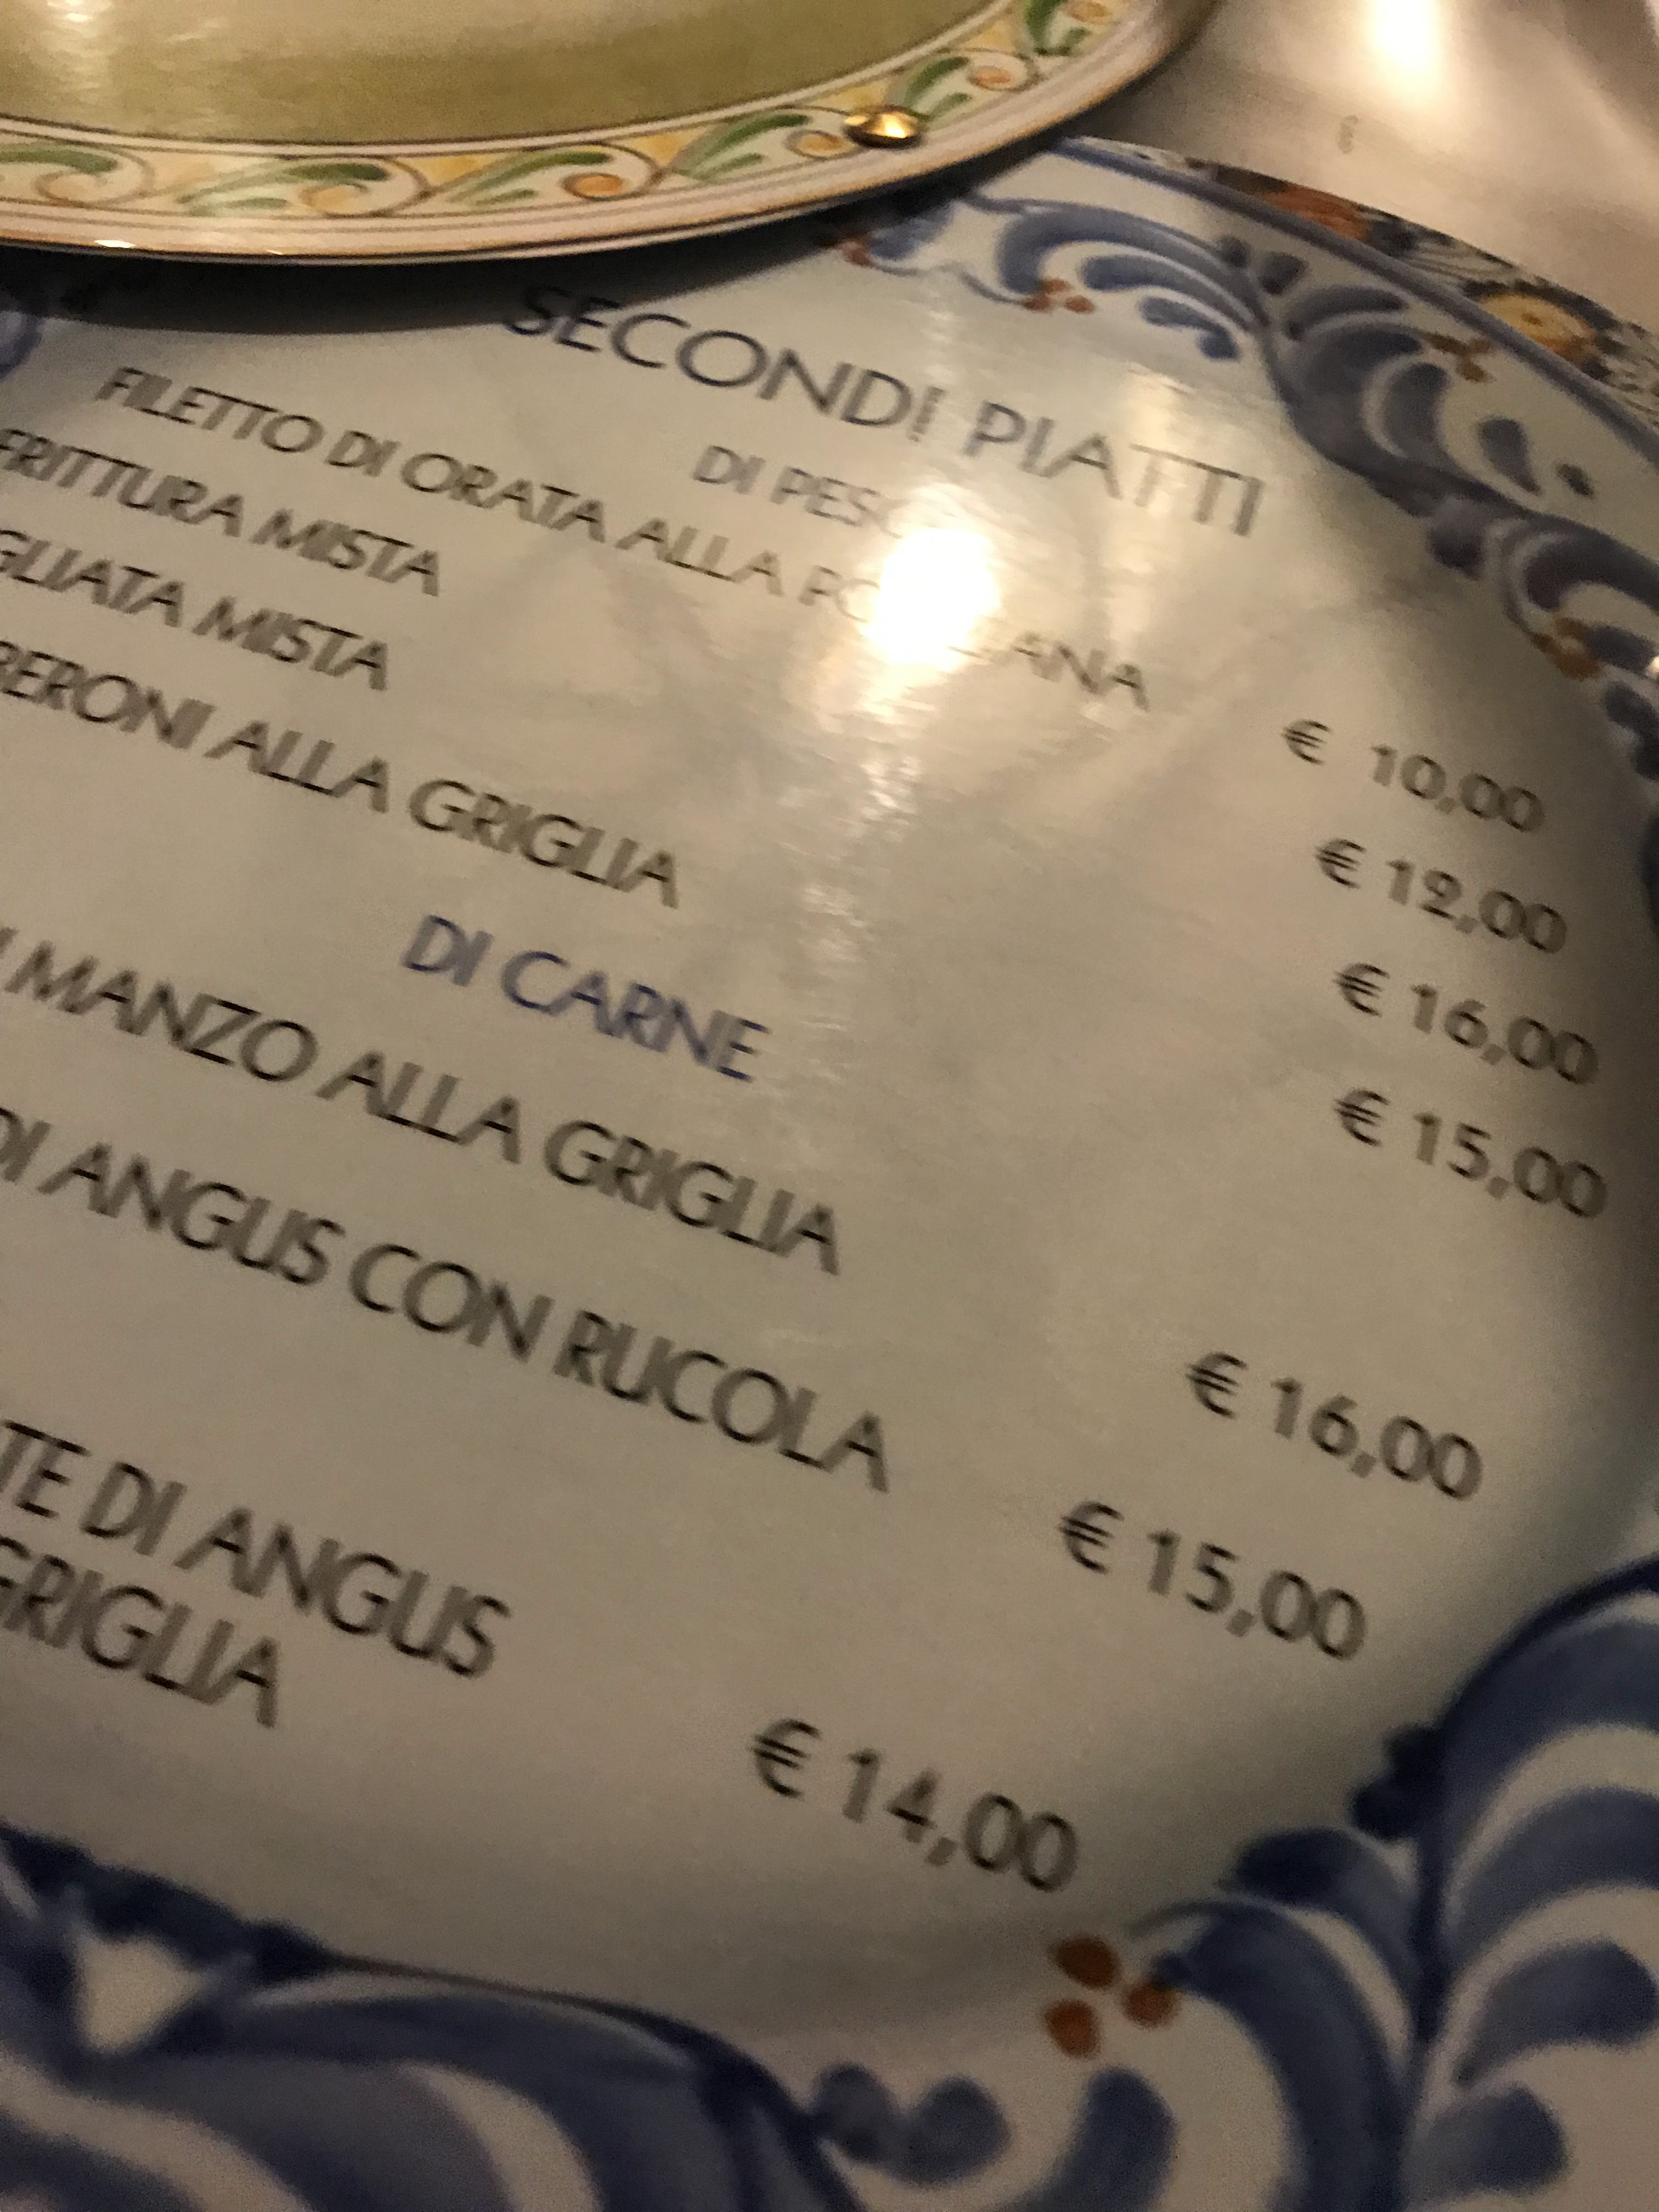 SECONDI PIATTI
DI
FILETTO DI ORATA ALLA € 10,00
FRITTURA MISTA € 12,00
MISTA € 16,00
ALLA GRIGLIA € 15,00
DI CARNE
MANZO ALLA GRIGLIA € 16,00
DI ANGUS CON RUCOLA € 15,00
DI ANGUS
GRIGLIA € 14,00